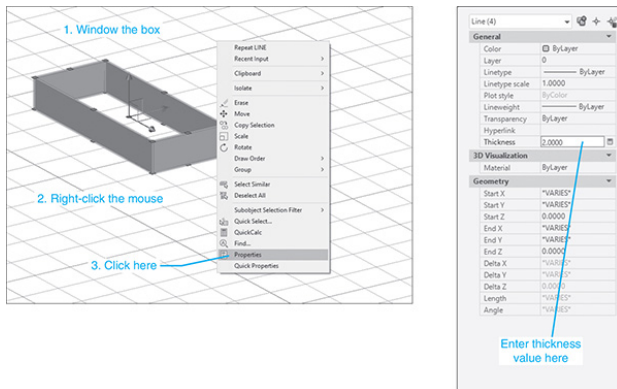 1. Window the box
2. Right-click the mouse
3. Click here
Repeat LINE
Recent Input
Clipboard
Isolate
Erase
Move
Copy Selection
Scale
Rotate
Draw Order
Group
Select Similar
Deselect All
Subobject Selection Filter
Quick Select...
QuickCalc
Find...
Properties
Quick Properties
Line (4)
General
Color ByLayer
Layer 0
Linetype ByLayer
Linetype scale 1.0000
Plot style ByColor
Lineweight ByLayer
Transparency ByLayer
Hyperlink
Thickness 2.0000
3D Visualization
Material ByLayer
Geometry
Start X *VARIES*
Start Y *VARIES*
Start Z 0.0000
End X *VARIES*
End Y *VARIES*
End Z 0.0000
Delta X *VARIES*
Delta Y *VARIES*
Delta Z 0.0000
Length *VARIES*
Angle *VARIES*
Enter thickness
value here